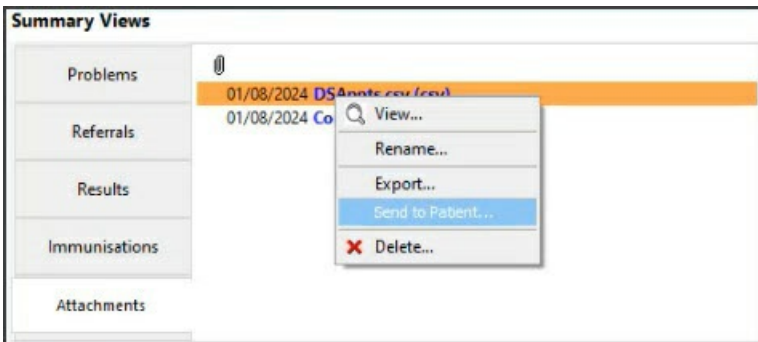 Summary Views
Problems
Referrals
Results
Immunisations
Attachments
01/08/2024 DSAppts.csv (csv)
01/08/2024 Co
View...
Rename...
Export...
Send to Patient...
Delete...